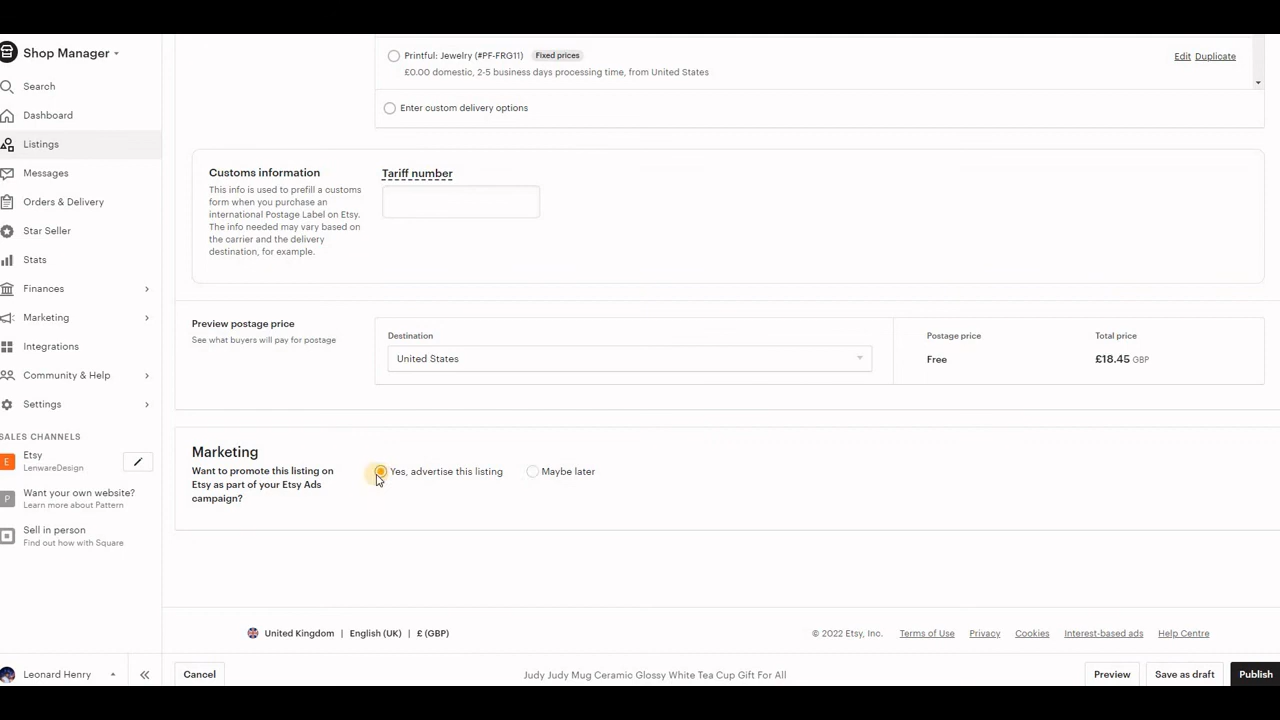 Shop Manager
Search
Dashboard
Listings
Messages
Orders & Delivery
Star Seller
Stats
Finances
Marketing
Integrations
Community & Help
Settings
SALES CHANNELS
E
Etsy
LenwareDesign
P
Want your own website?
Learn more about Pattern
Sell in person
Find out how with Square
Leonard Henry
Printful: Jewelry (#PF-FRG11) Fixed prices
Edit Duplicate
£0.00 domestic, 2-5 business days processing time, from United States
Enter custom delivery options
Customs information
This info is used to prefill a customs
form when you purchase an
international Postage Label on Etsy.
The info needed may vary based on
the carrier and the delivery
destination, for example.
Tariff number
Preview postage price
See what buyers will pay for postage
Destination
United States
Postage price
Free
Total price
£18.45 GBP
Marketing
Want to promote this listing on
Etsy as part of your Etsy Ads
campaign?
Yes, advertise this listing
Maybe later
United Kingdom | English (UK) | £ (GBP)
© 2022 Etsy, Inc. Terms of Use Privacy Cookies Interest-based ads Help Centre
Cancel
Judy Judy Mug Ceramic Glossy White Tea Cup Gift For All
Preview
Save as draft
Publish